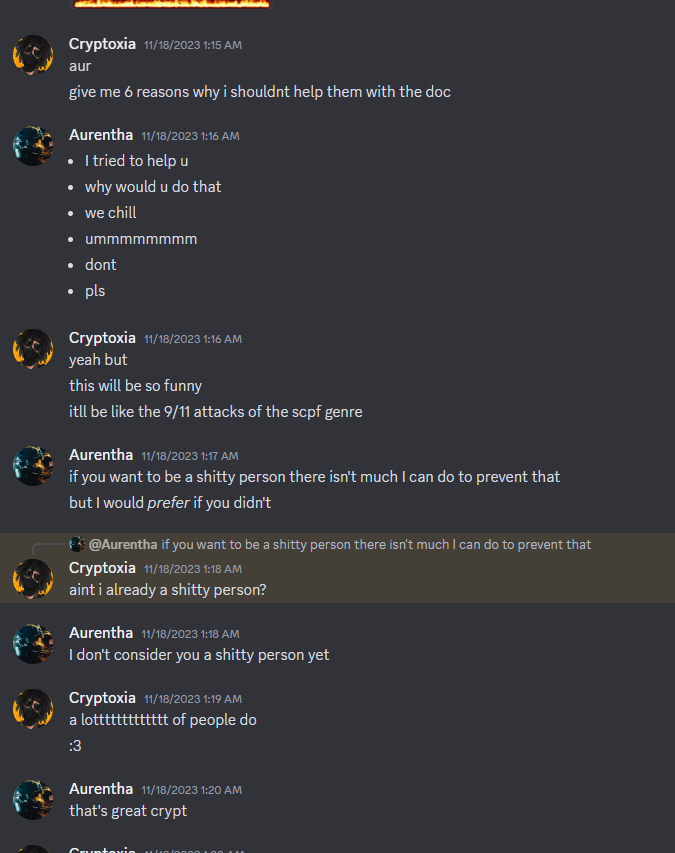 Cryptoxia 11/18/2023 1:15 AM
aur
give me 6 reasons why i shouldnt help them with the doc
Aurentha 11/18/2023 1:16 AM
• I tried to help u
• why would u do that
• we chill
• ummmmmmmm
• dont
• pls
Cryptoxia 11/18/2023 1:16 AM
yeah but
this will be so funny
itll be like the 9/11 attacks of the scpf genre
Aurentha 11/18/2023 1:17 AM
if you want to be a shitty person there isn't much I can do to prevent that
but I would prefer if you didn't
@Aurentha if you want to be a shitty person there isn't much I can do to prevent that
Cryptoxia 11/18/2023 1:18 AM
aint i already a shitty person?
Aurentha 11/18/2023 1:18 AM
I don't consider you a shitty person yet
Cryptoxia 11/18/2023 1:19 AM
a lotttttttttttt of people do
:3
Aurentha 11/18/2023 1:20 AM
that's great crypt
Cryptoxia